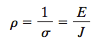 ρ = 1/σ = E/J